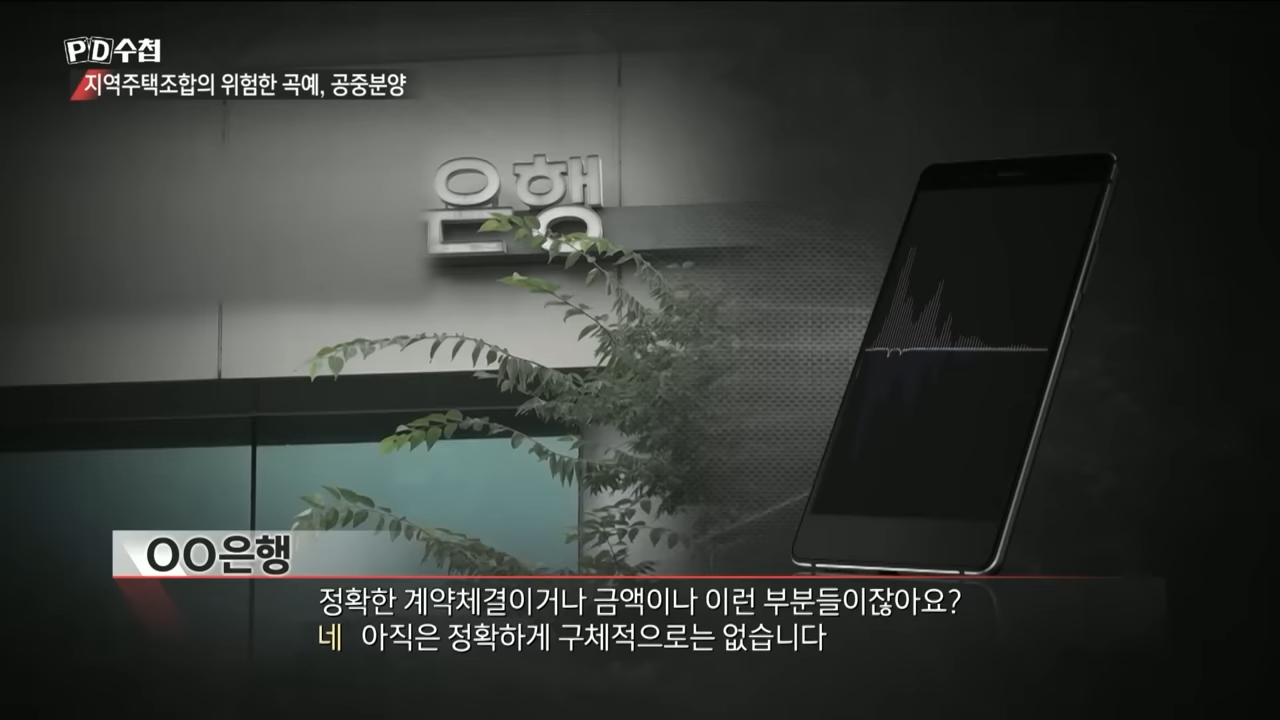 PD수첩
지역주택조합의 위험한 곡예, 공중분양
은행
OO은행
정확한 계약체결이거나 금액이나 이런 부분들이잖아요?
네 아직은 정확하게 구체적으로는 없습니다